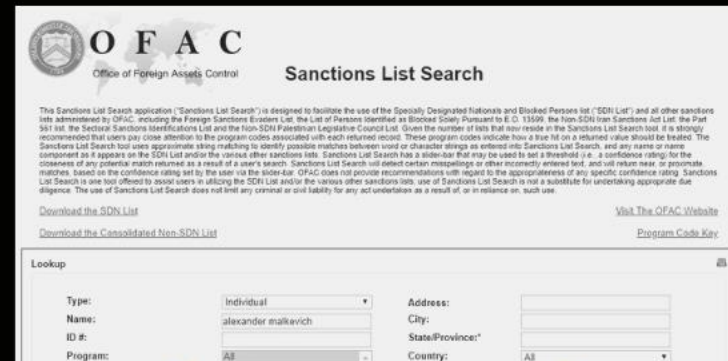 O F A C
Office of Foreign Assets Control
Sanctions List Search
This Sanctions List Search application ("Sanctions List Search") is designed to facilitate the use of the Specially Designated Nationals and Blocked Persons list ("SDN List") and all other sanctions
lists administered by OFAC, including the Foreign Sanctions Evaders List, the List of Persons Identified as Blocked Solely Pursuant to E.O. 13599, the Non-SDN Iran Sanctions Act List, the Part
561 list, the Sectoral Sanctions Identifications List and the Non-SDN Palestinian Legislative Council List. Given the number of lists that now reside in the Sanctions List Search tool, it is strongly
recommended that users pay close attention to the program codes associated with each returned record. These program codes indicate how a true hit on a returned value should be treated. The
Sanctions List Search tool uses approximate string matching to identify possible matches between word or character strings as entered into Sanctions List Search, and any name or name
component as it appears on the SDN List and/or the various other sanctions lists. Sanctions List Search has a slider-bar that may be used to set a threshold (i.e., a confidence rating) for the
closeness of any potential match returned as a result of a user's search. Sanctions List Search will detect certain misspellings or other incorrectly entered text, and will return near, or proximate,
matches, based on the confidence rating set by the user via the slider-bar. OFAC does not provide recommendations with regard to the appropriateness of any specific confidence rating. Sanctions
List Search is one tool offered to assist users in utilizing the SDN List and/or the various other sanctions lists; use of Sanctions List Search is not a substitute for undertaking appropriate due
diligence. The use of Sanctions List Search does not limit any criminal or civil liability for any act undertaken as a result of, or in reliance on, such use.
Download the SDN List Visit The OFAC Website
Download the Consolidated Non-SDN List Program Code Key
Lookup
Type: Individual Address:
Name: alexander malkevich City:
ID #: State/Province:*
Program: All Country: All